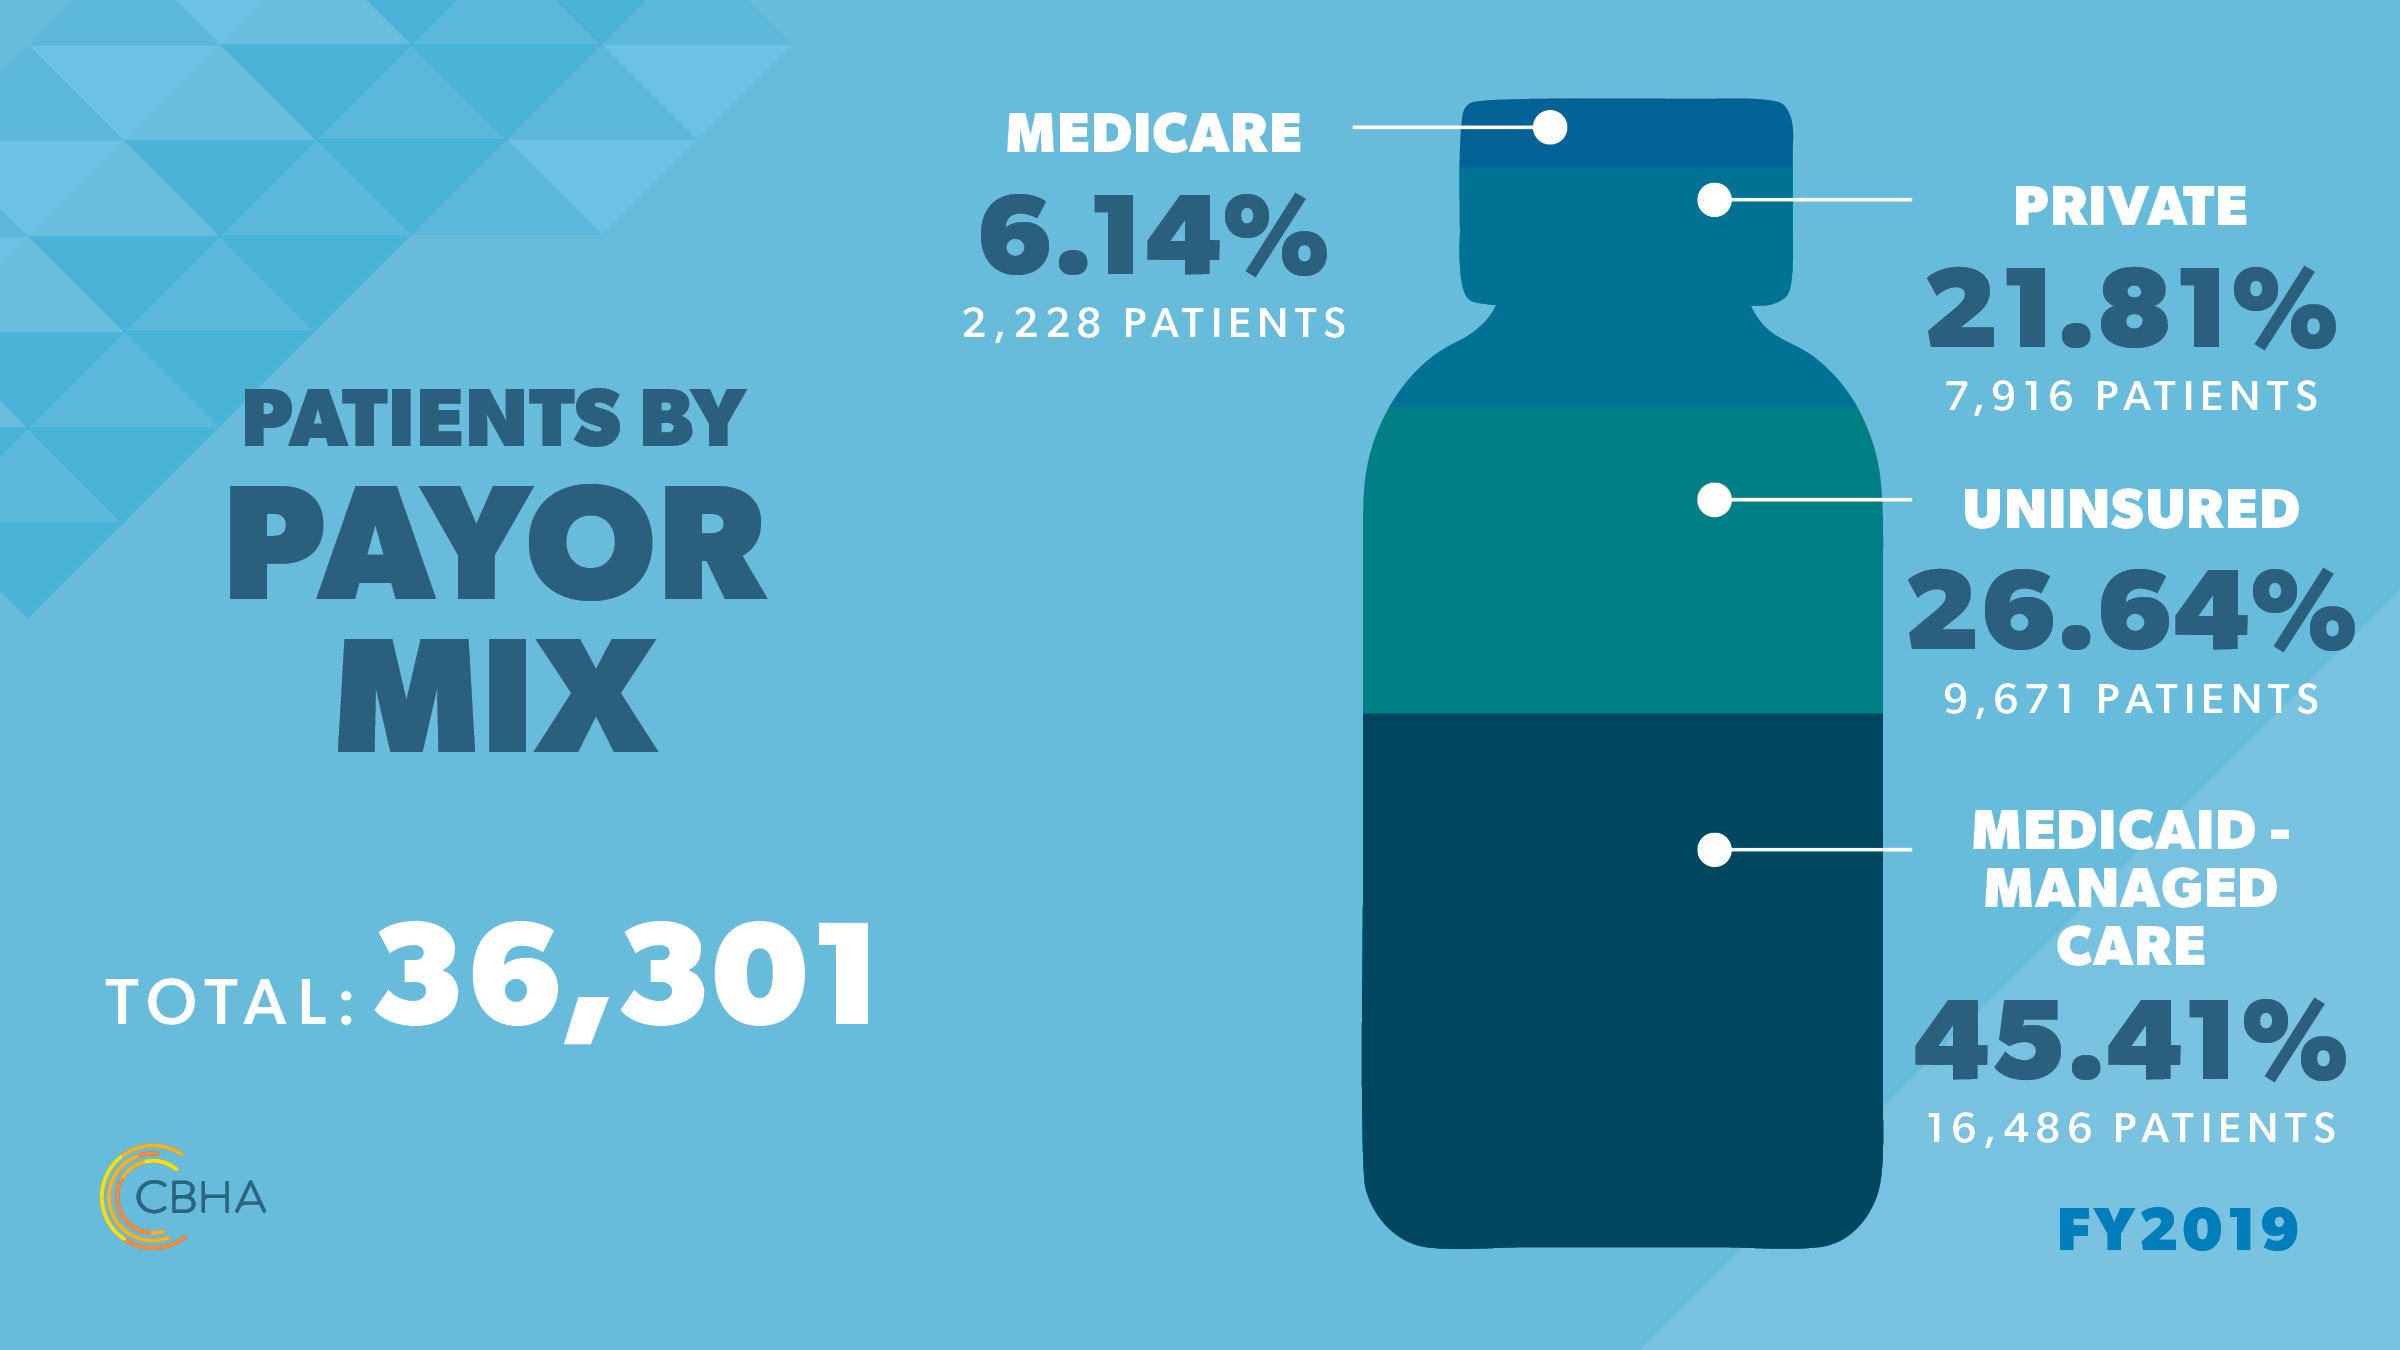 PATIENTS BY
PAYOR
MIX
TOTAL: 36,301
CBHA
MEDICARE
6.14%
2,228 PATIENTS
PRIVATE
21.81%
7,916 PATIENTS
UNINSURED
26.64%
9,671 PATIENTS
MEDICAID -
MANAGED
CARE
45.41%
16,486 PATIENTS
FY2019